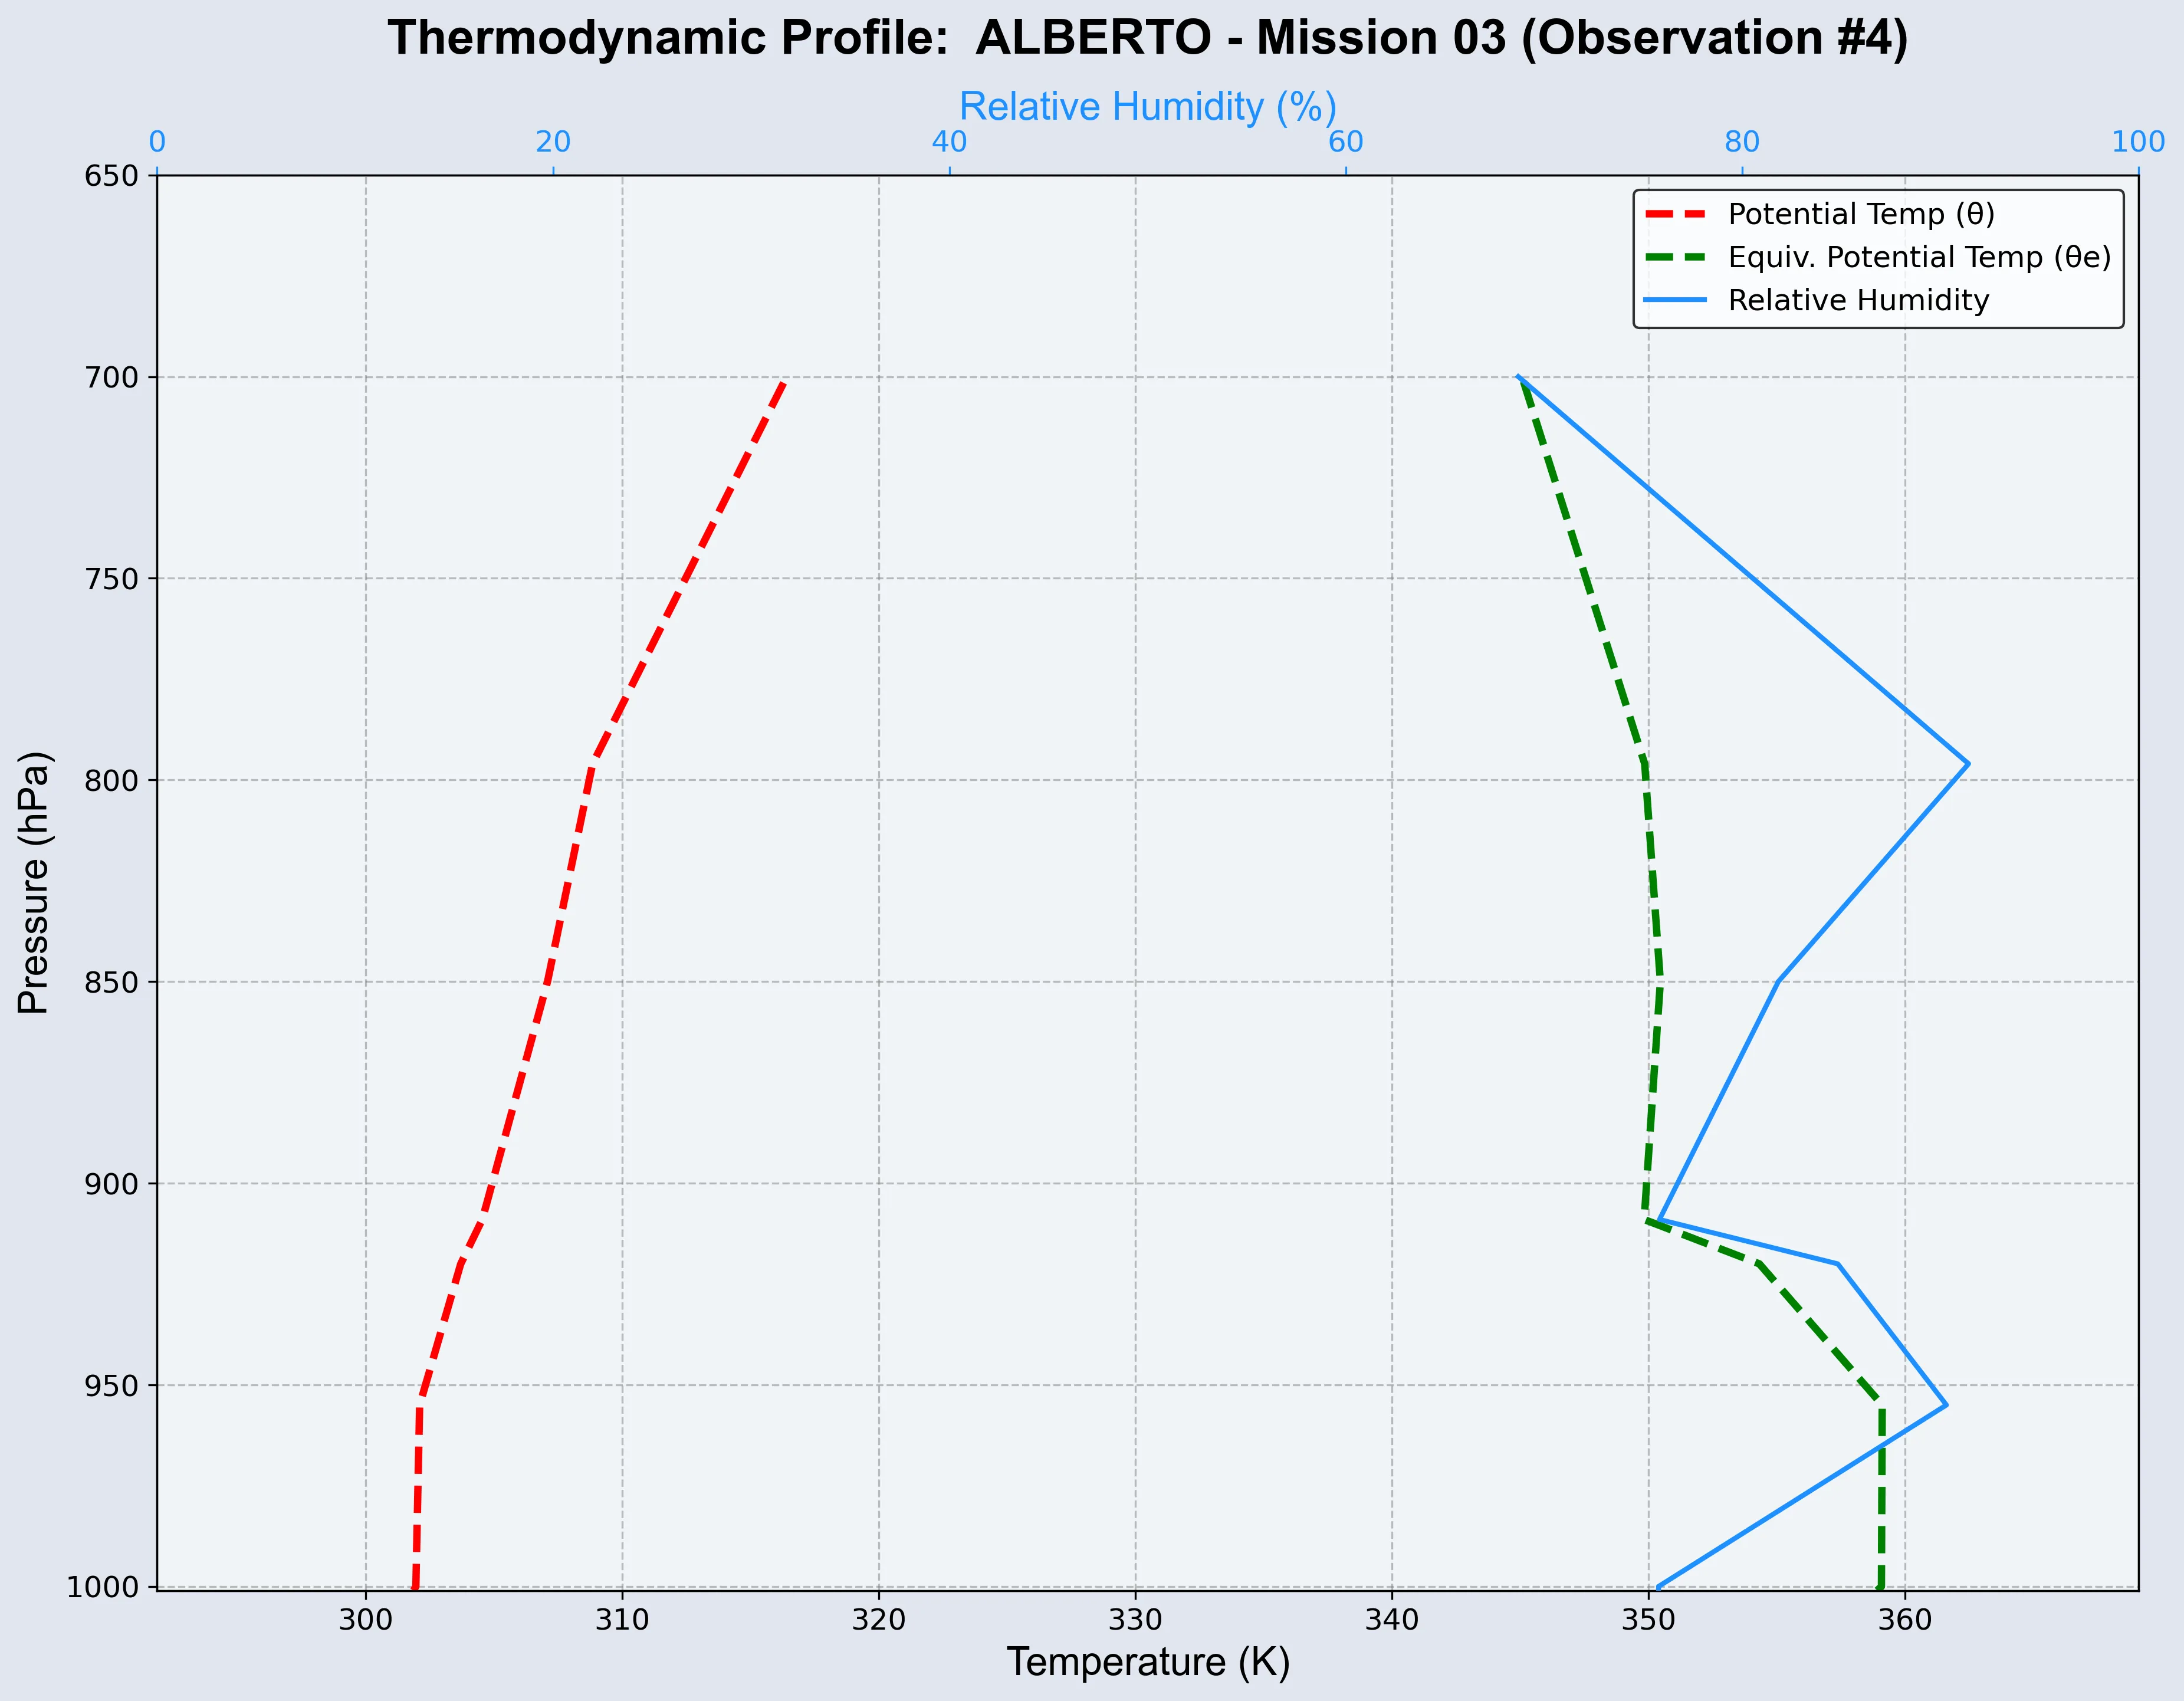 Thermodynamic Profile:  ALBERTO - Mission 03 (Observation #4)
Relative Humidity (%)
0 20 40 60 80 100
Potential Temp (θ)
Equiv. Potential Temp (θe)
Relative Humidity
650
700
750
800
850
900
950
1000
Pressure (hPa)
300 310 320 330 340 350 360
Temperature (K)